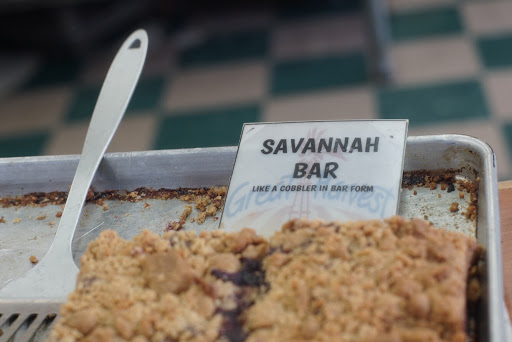 SAVANNAH
BAR
LIKE A COBBLER IN BAR FORM
Great Harvest